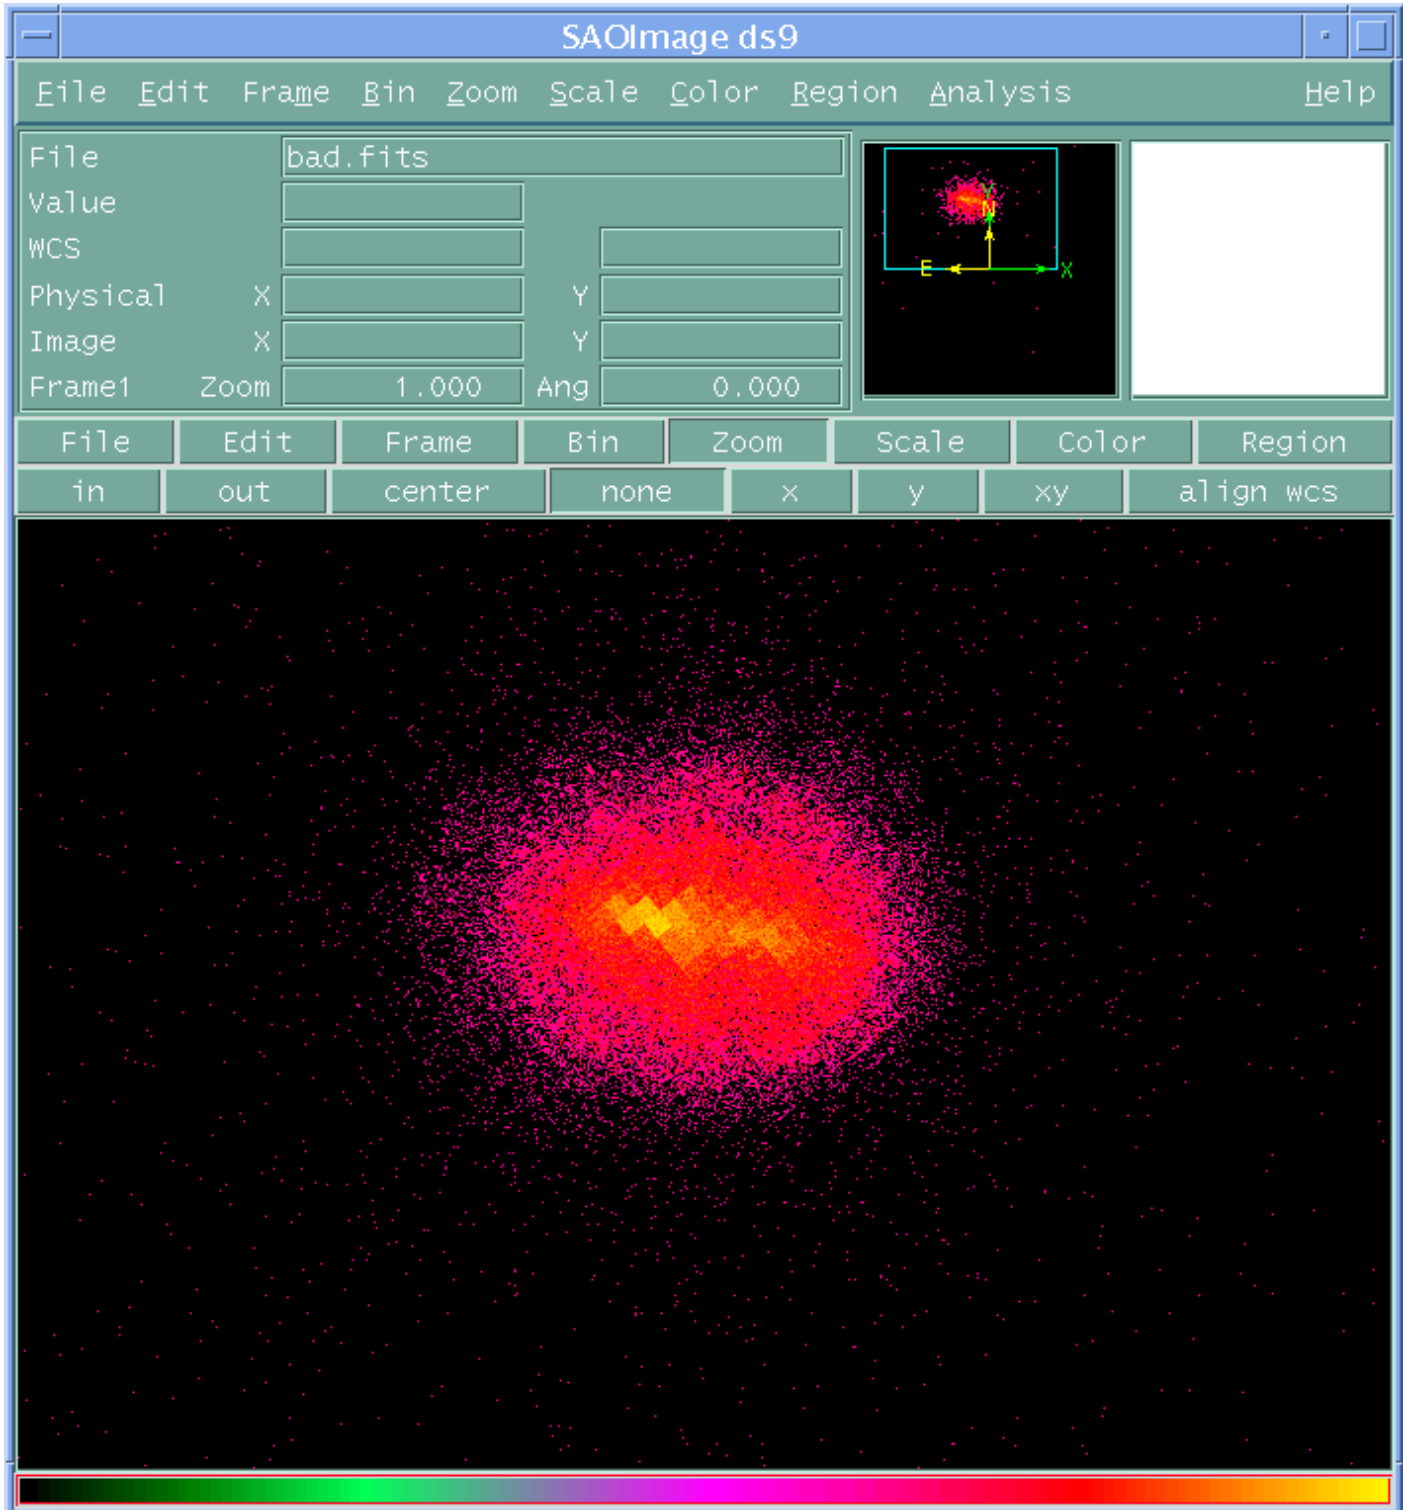 SAOImage ds9
File Edit Frame Bin Zoom Scale Color Region Analysis Help
File bad.fits
Value
WCS
Physical X Y
Image X Y
Frame1 Zoom 1.000 Ang 0.000
Y
N
E X
File Edit Frame Bin Zoom Scale Color Region
in out center none x y xy align wcs